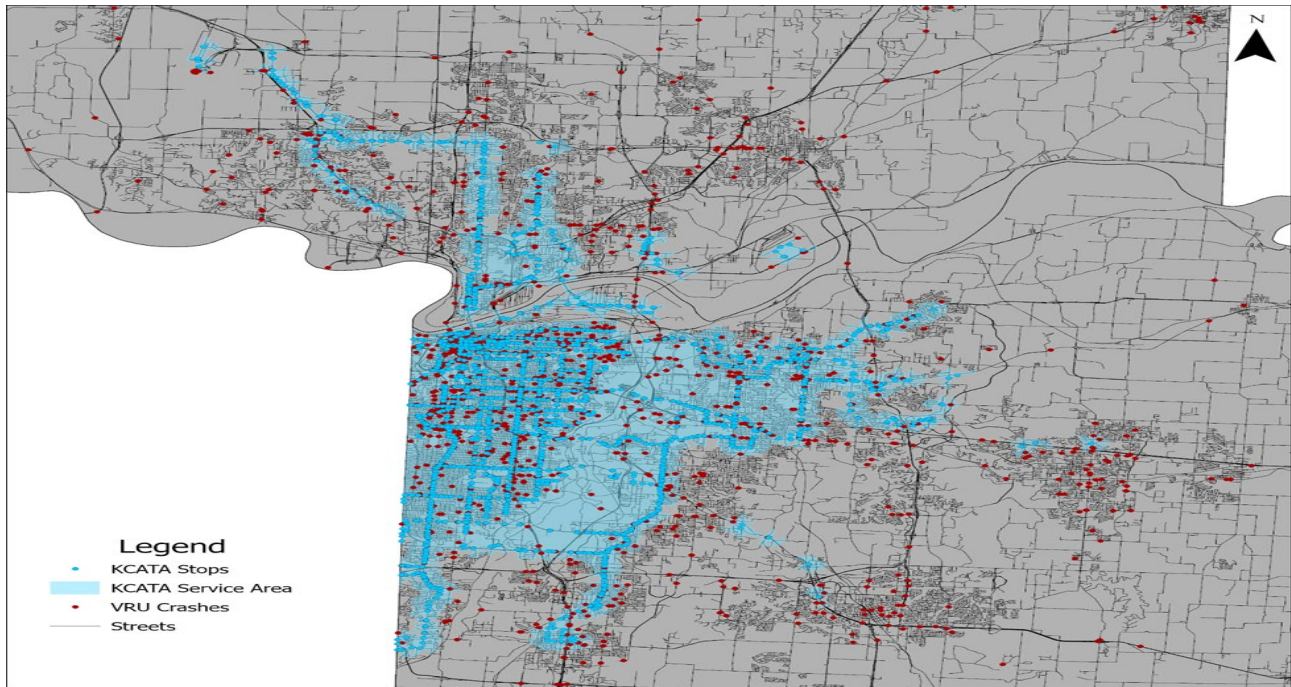 N
Legend
KCATA Stops
KCATA Service Area
VRU Crashes
Streets